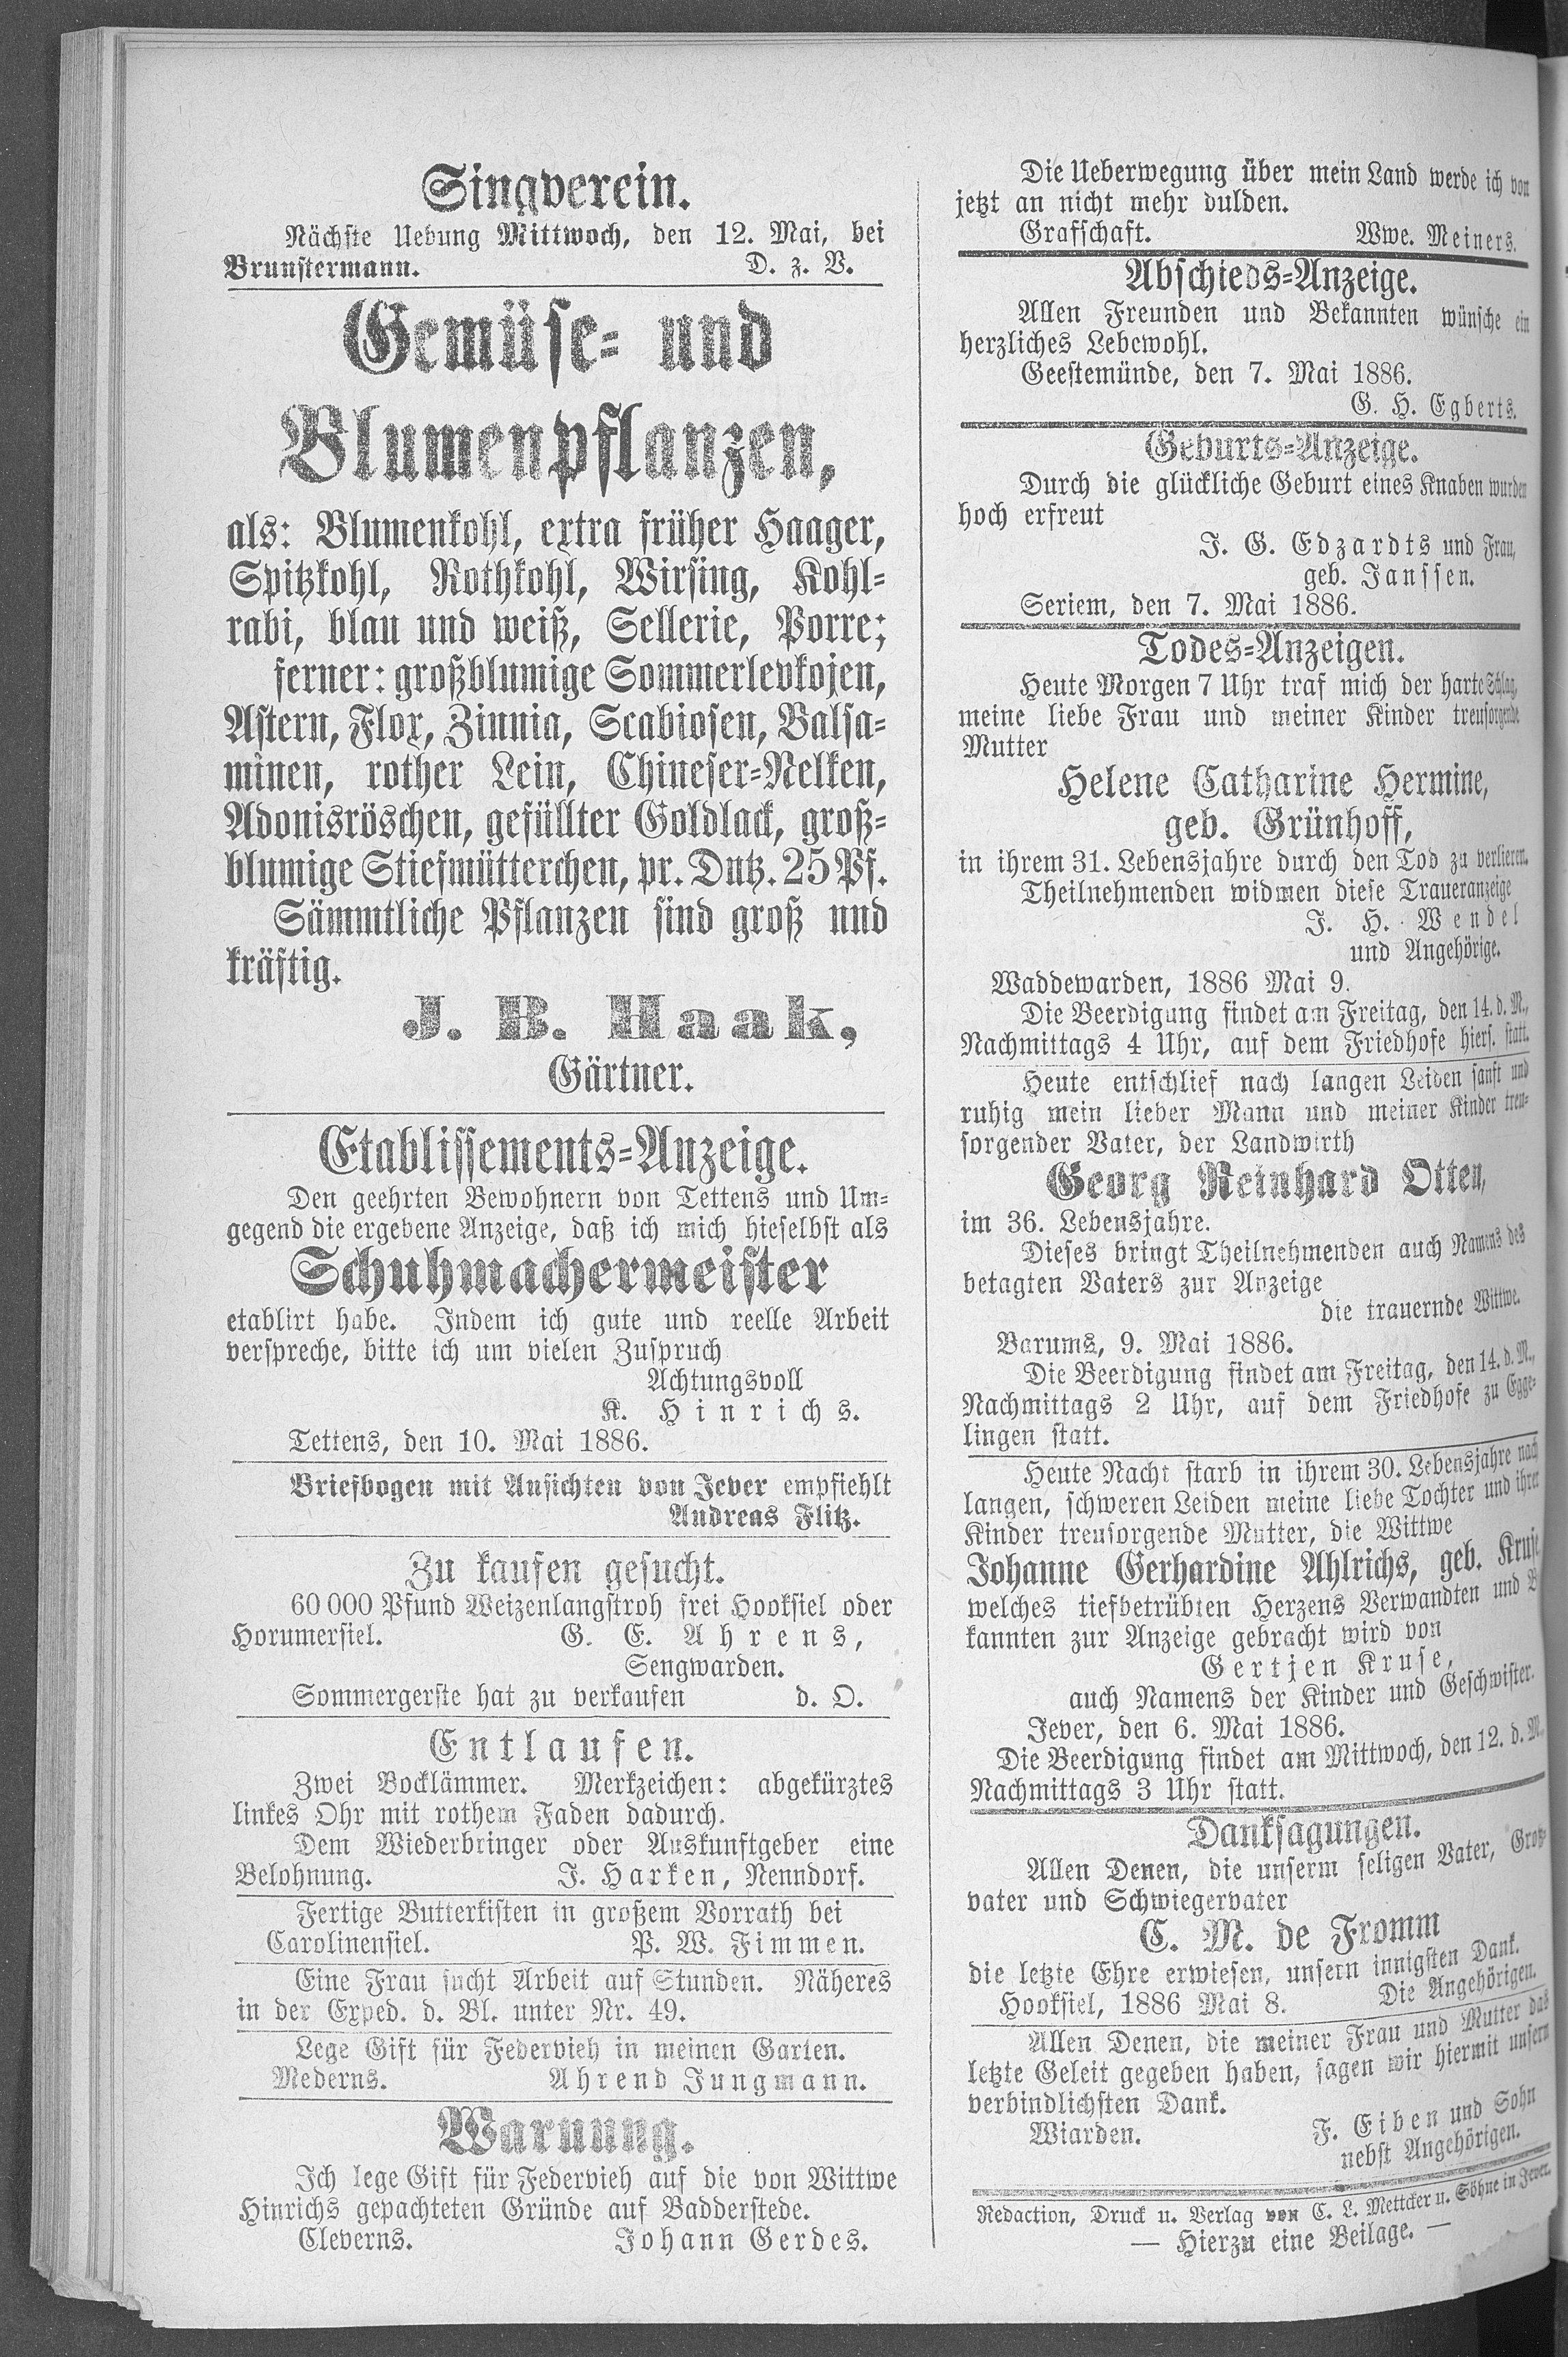 Singverein.
Nächste Uebung Mittwoch, den 12. Mai, bei
Brunstermann. D. z. V.
Gemüse- und
Blumenpflanzen,
als: Blumenkohl, extra früher Haager,
Spitzkohl, Rothkohl, Wirsing, Kohl-
rabi, blau und weiß, Sellerie, Porre;
ferner: großblumige Sommerlevkojen,
Astern, Flox, Zinnia, Scabiosen, Balsa-
minen, rother Lein, Chineser-Nelken,
Adonisröschen, gefüllter Goldlack, groß-
blumige Stiefmütterchen, pr. Dutz. 25 Pf.
Sämmtliche Pflanzen sind groß und
kräftig.
J. B. Haak,
Gärtner.
Etablissements-Anzeige.
Den geehrten Bewohnern von Tettens und Um-
gegend die ergebene Anzeige, daß ich mich hieselbst als
Schuhmachermeister
etablirt habe. Indem ich gute und reelle Arbeit
verspreche, bitte ich um vielen Zuspruch
Achtungsvoll
K. Hinrichs.
Tettens, den 10. Mai 1886.
Briefbogen mit Ansichten von Jever empfiehlt
Andreas Flitz.
Zu kaufen gesucht.
60 000 Pfund Weizenlangstroh frei Hooksiel oder
Horumersiel. G. E. Ahrens,
Sengwarden.
Sommergerste hat zu verkaufen d. O.
Entlaufen.
Zwei Bocklämmer. Merkzeichen: abgekürztes
linkes Ohr mit rothem Faden dadurch.
Dem Wiederbringer oder Auskunftgeber eine
Belohnung. J. Harken, Nenndorf.
Fertige Butterkisten in großem Vorrath bei
Carolinensiel. P. W. Fimmen.
Eine Frau sucht Arbeit auf Stunden. Näheres
in der Exped. d. Bl. unter Nr. 49.
Lege Gift für Federvieh in meinen Garten.
Mederns. Ahrend Jungmann.
Warnung.
Ich lege Gift für Federvieh auf die von Wittwe
Hinrichs gepachteten Gründe auf Badderstede.
Cleverns. Johann Gerdes.
Die Ueberwegung über mein Land werde ich von
jetzt an nicht mehr dulden.
Grafschaft. Wwe. Meiners.
Abschieds-Anzeige.
Allen Freunden und Bekannten wünsche ein
herzliches Lebewohl.
Geestemünde, den 7. Mai 1886.
G. H. Egberts.
Geburts-Anzeige.
Durch die glückliche Geburt eines Knaben wurden
hoch erfreut
J. G. Edzardts und Frau,
geb. Janssen.
Seriem, den 7. Mai 1886.
Todes-Anzeigen.
Heute Morgen 7 Uhr traf mich der harte Schlag,
meine liebe Frau und meiner Kinder treusorgende
Mutter
Helene Catharine Hermine,
geb. Grünhoff,
in ihrem 31. Lebensjahre durch den Tod zu verlieren.
Theilnehmenden widmen diese Traueranzeige
J. H. Wendel
und Angehörige.
Waddewarden, 1886 Mai 9.
Die Beerdigung findet am Freitag, den 14. d. M.,
Nachmittags 4 Uhr, auf dem Friedhofe hiers. statt.
Heute entschlief nach langen Leiden sanft und
ruhig mein lieber Mann und meiner Kinder treu-
sorgender Vater, der Landwirth
Georg Reinhard Otten,
im 36. Lebensjahre.
Dieses bringt Theilnehmenden auch Namens des
betagten Vaters zur Anzeige
die trauernde Wittwe.
Barums, 9. Mai 1886.
Die Beerdigung findet am Freitag, den 14. d. M.,
Nachmittags 2 Uhr, auf dem Friedhofe zu Egge-
lingen statt.
Heute Nacht starb in ihrem 30. Lebensjahre nach
langen, schweren Leiden meine liebe Tochter und ihrer
Kinder treusorgende Mutter, die Wittwe
Johanne Gerhardine Ahlrichs, geb. Kruse
welches tiefbetrübten Herzens Verwandten und B
kannten zur Anzeige gebracht wird von
Gertjen Kruse,
auch Namens der Kinder und Geschwister.
Jever, den 6. Mai 1886.
Die Beerdigung findet am Mittwoch, den 12. d. M.,
Nachmittags 3 Uhr statt.
Danksagungen.
Allen Denen, die unserm seligen Vater, Groß-
vater und Schwiegervater
C. M. de Fromm
die letzte Ehre erwiesen, unsern innigsten Dank.
Hooksiel, 1886 Mai 8. Die Angehörigen.
Allen Denen, die meiner Frau und Mutter das
letzte Geleit gegeben haben, sagen wir hiermit unsern
verbindlichsten Dank.
Wiarden. F. Eiben und Sohn
nebst Angehörigen.
Redaction, Druck u. Verlag von C. L. Mettcker u. Söhne in Jever.
— Hierzu eine Beilage. —